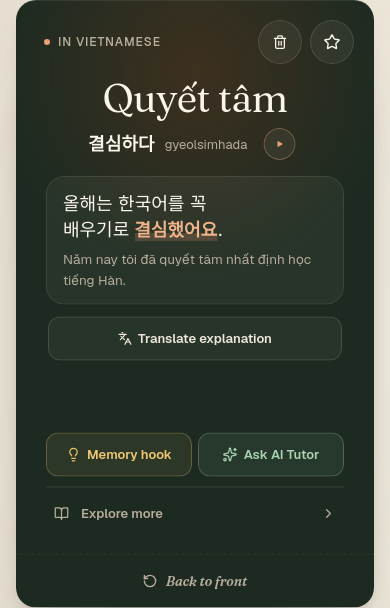 IN VIETNAMESE
Quyết tâm
결심하다 gyeolsimhada
올해는 한국어를 꼭
배우기로 결심했어요.
Năm nay tôi đã quyết tâm nhất định học
tiếng Hàn.
Translate explanation
Memory hook
Ask AI Tutor
Explore more
Back to front